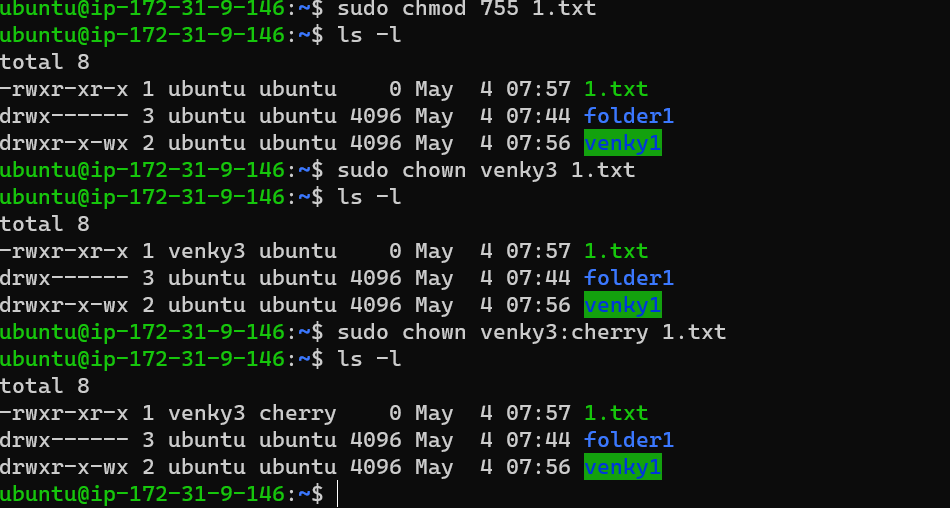 ubuntu@ip-172-31-9-146:~$ sudo chmod 755 1.txt
ubuntu@ip-172-31-9-146:~$ ls -l
total 8
-rwxr-xr-x 1 ubuntu ubuntu    0 May  4 07:57 1.txt
drwx------ 3 ubuntu ubuntu 4096 May  4 07:44 folder1
drwxr-x-wx 2 ubuntu ubuntu 4096 May  4 07:56 venky1
ubuntu@ip-172-31-9-146:~$ sudo chown venky3 1.txt
ubuntu@ip-172-31-9-146:~$ ls -l
total 8
-rwxr-xr-x 1 venky3 ubuntu    0 May  4 07:57 1.txt
drwx------ 3 ubuntu ubuntu 4096 May  4 07:44 folder1
drwxr-x-wx 2 ubuntu ubuntu 4096 May  4 07:56 venky1
ubuntu@ip-172-31-9-146:~$ sudo chown venky3:cherry 1.txt
ubuntu@ip-172-31-9-146:~$ ls -l
total 8
-rwxr-xr-x 1 venky3 cherry    0 May  4 07:57 1.txt
drwx------ 3 ubuntu ubuntu 4096 May  4 07:44 folder1
drwxr-x-wx 2 ubuntu ubuntu 4096 May  4 07:56 venky1
ubuntu@ip-172-31-9-146:~$